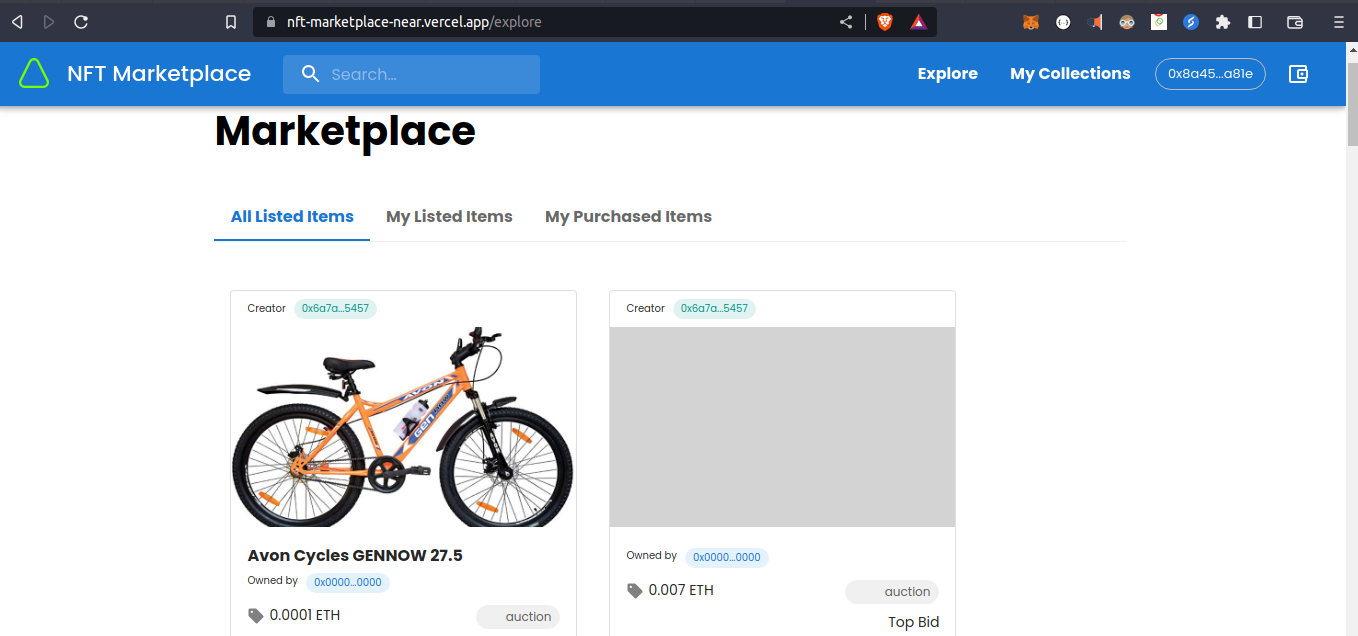 nft-marketplace-near.vercel.app/explore
NFT Marketplace
Search...
Explore
My Collections
0x8a45...a81e
Marketplace
All Listed Items
My Listed Items
My Purchased Items
Creator 0x6a7a...5457
AVON
GEN
Avon Cycles GENNOW 27.5
Owned by 0x0000...0000
0.0001 ETH
auction
Creator 0x6a7a...5457
Owned by 0x0000...0000
0.007 ETH
auction
Top Bid